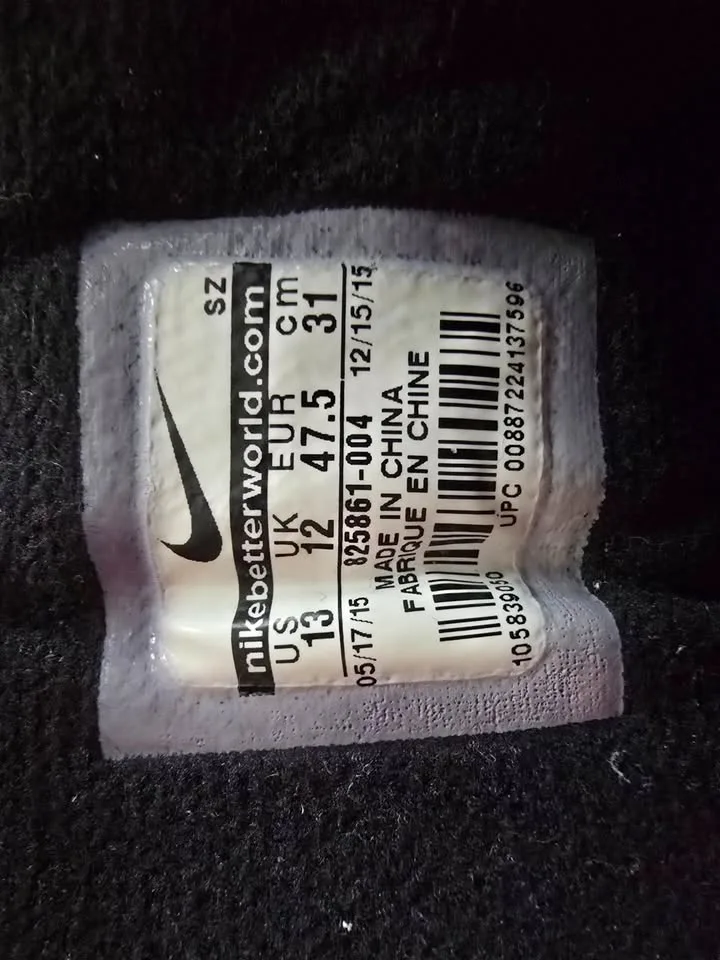 SZ
nikebetterworld.com
US UK EUR cm
13 12 47.5 31
05/17/15 825861-004 12/15/15
MADE IN CHINA
FABRIQUE EN CHINE
105839050 UPC 00887224137596